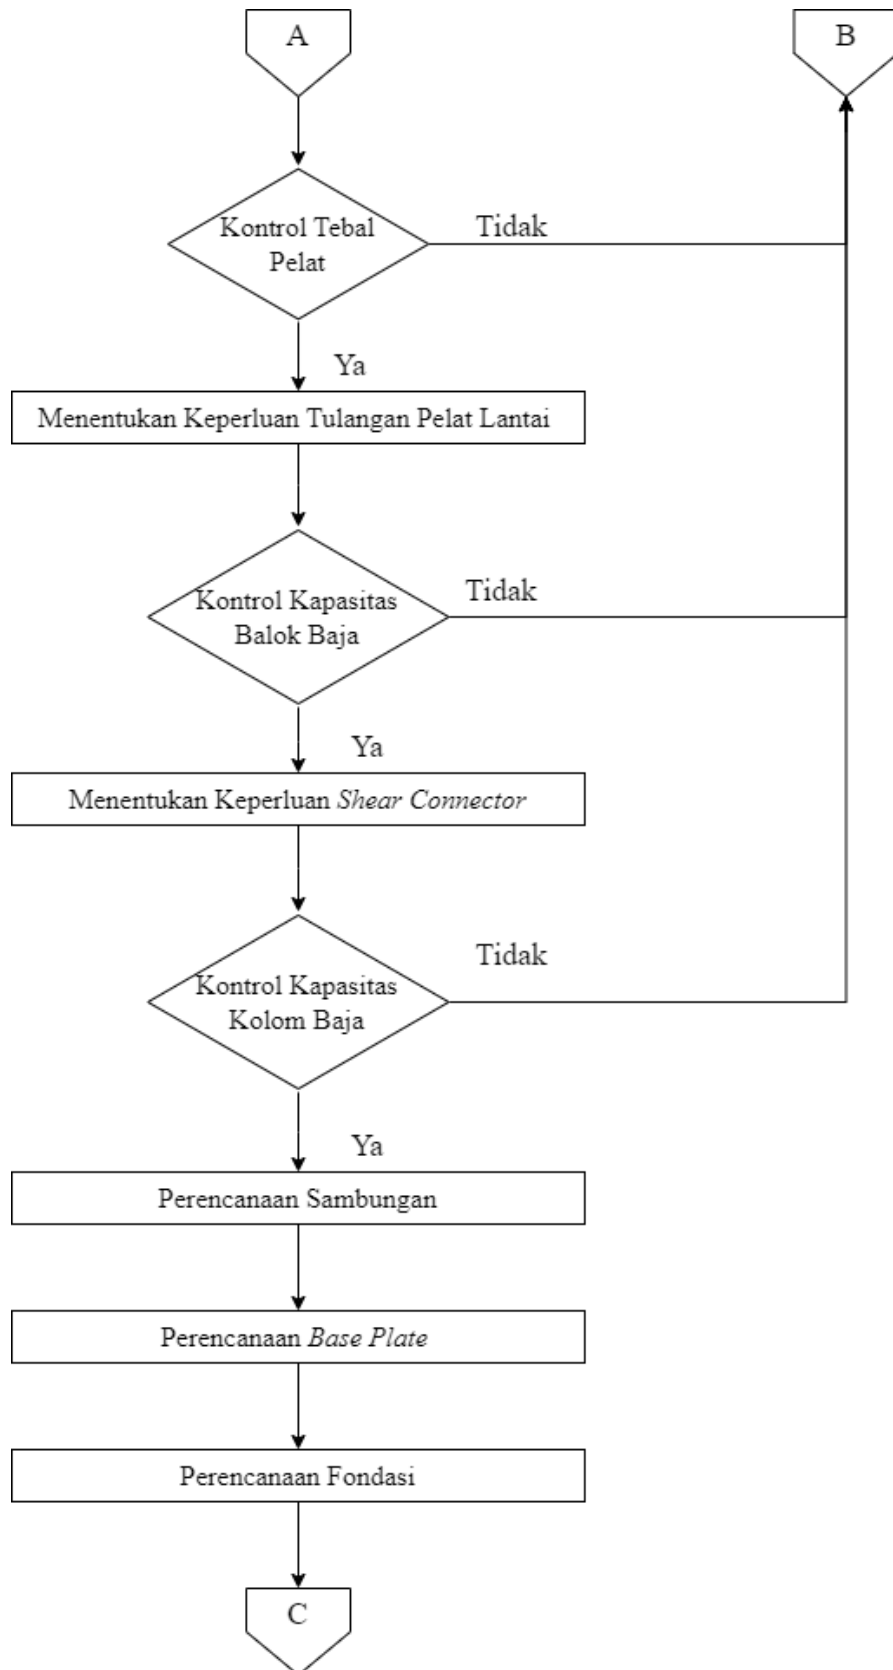 A
B
Kontrol Tebal
Pelat
Tidak
Ya
Menentukan Keperluan Tulangan Pelat Lantai
Kontrol Kapasitas
Balok Baja
Tidak
Ya
Menentukan Keperluan Shear Connector
Kontrol Kapasitas
Kolom Baja
Tidak
Ya
Perencanaan Sambungan
Perencanaan Base Plate
Perencanaan Fondasi
C